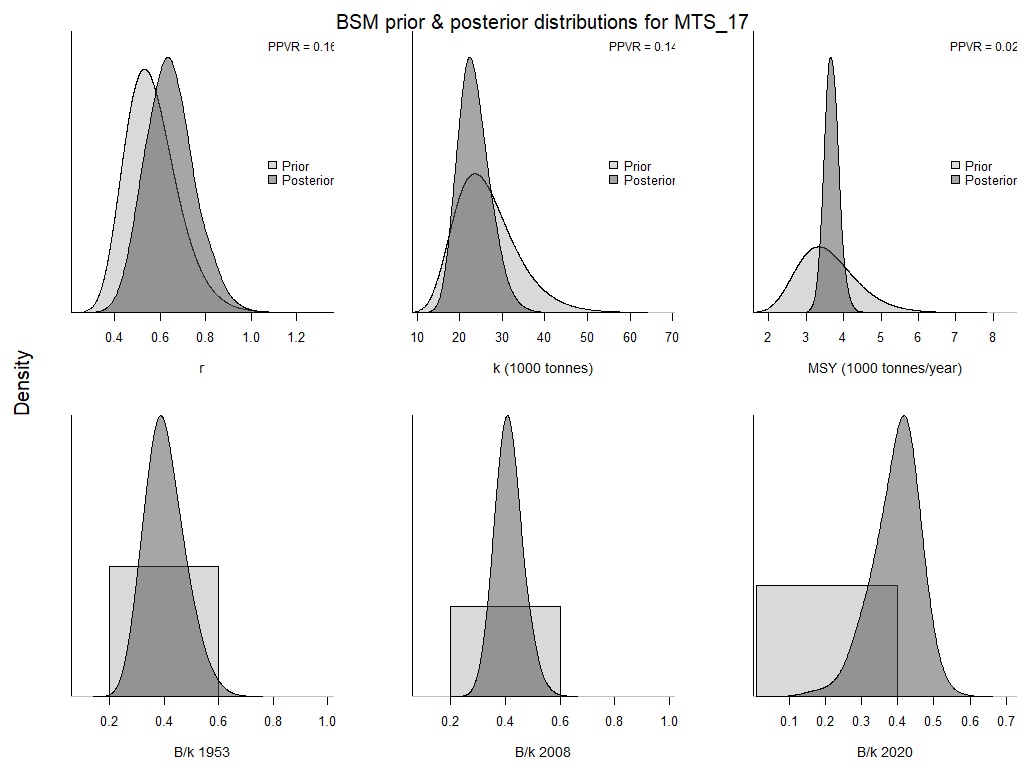 BSM prior & posterior distributions for MTS_17
PPVR = 0.16
Prior
Posterior
0.4 0.6 0.8 1.0 1.2
r
PPVR = 0.14
Prior
Posterior
10 20 30 40 50 60 70
k (1000 tonnes)
PPVR = 0.02
Prior
Posterior
2 3 4 5 6 7 8
MSY (1000 tonnes/year)
Density
0.2 0.4 0.6 0.8 1.0
B/k 1953
0.2 0.4 0.6 0.8 1.0
B/k 2008
0.1 0.2 0.3 0.4 0.5 0.6 0.7
B/k 2020